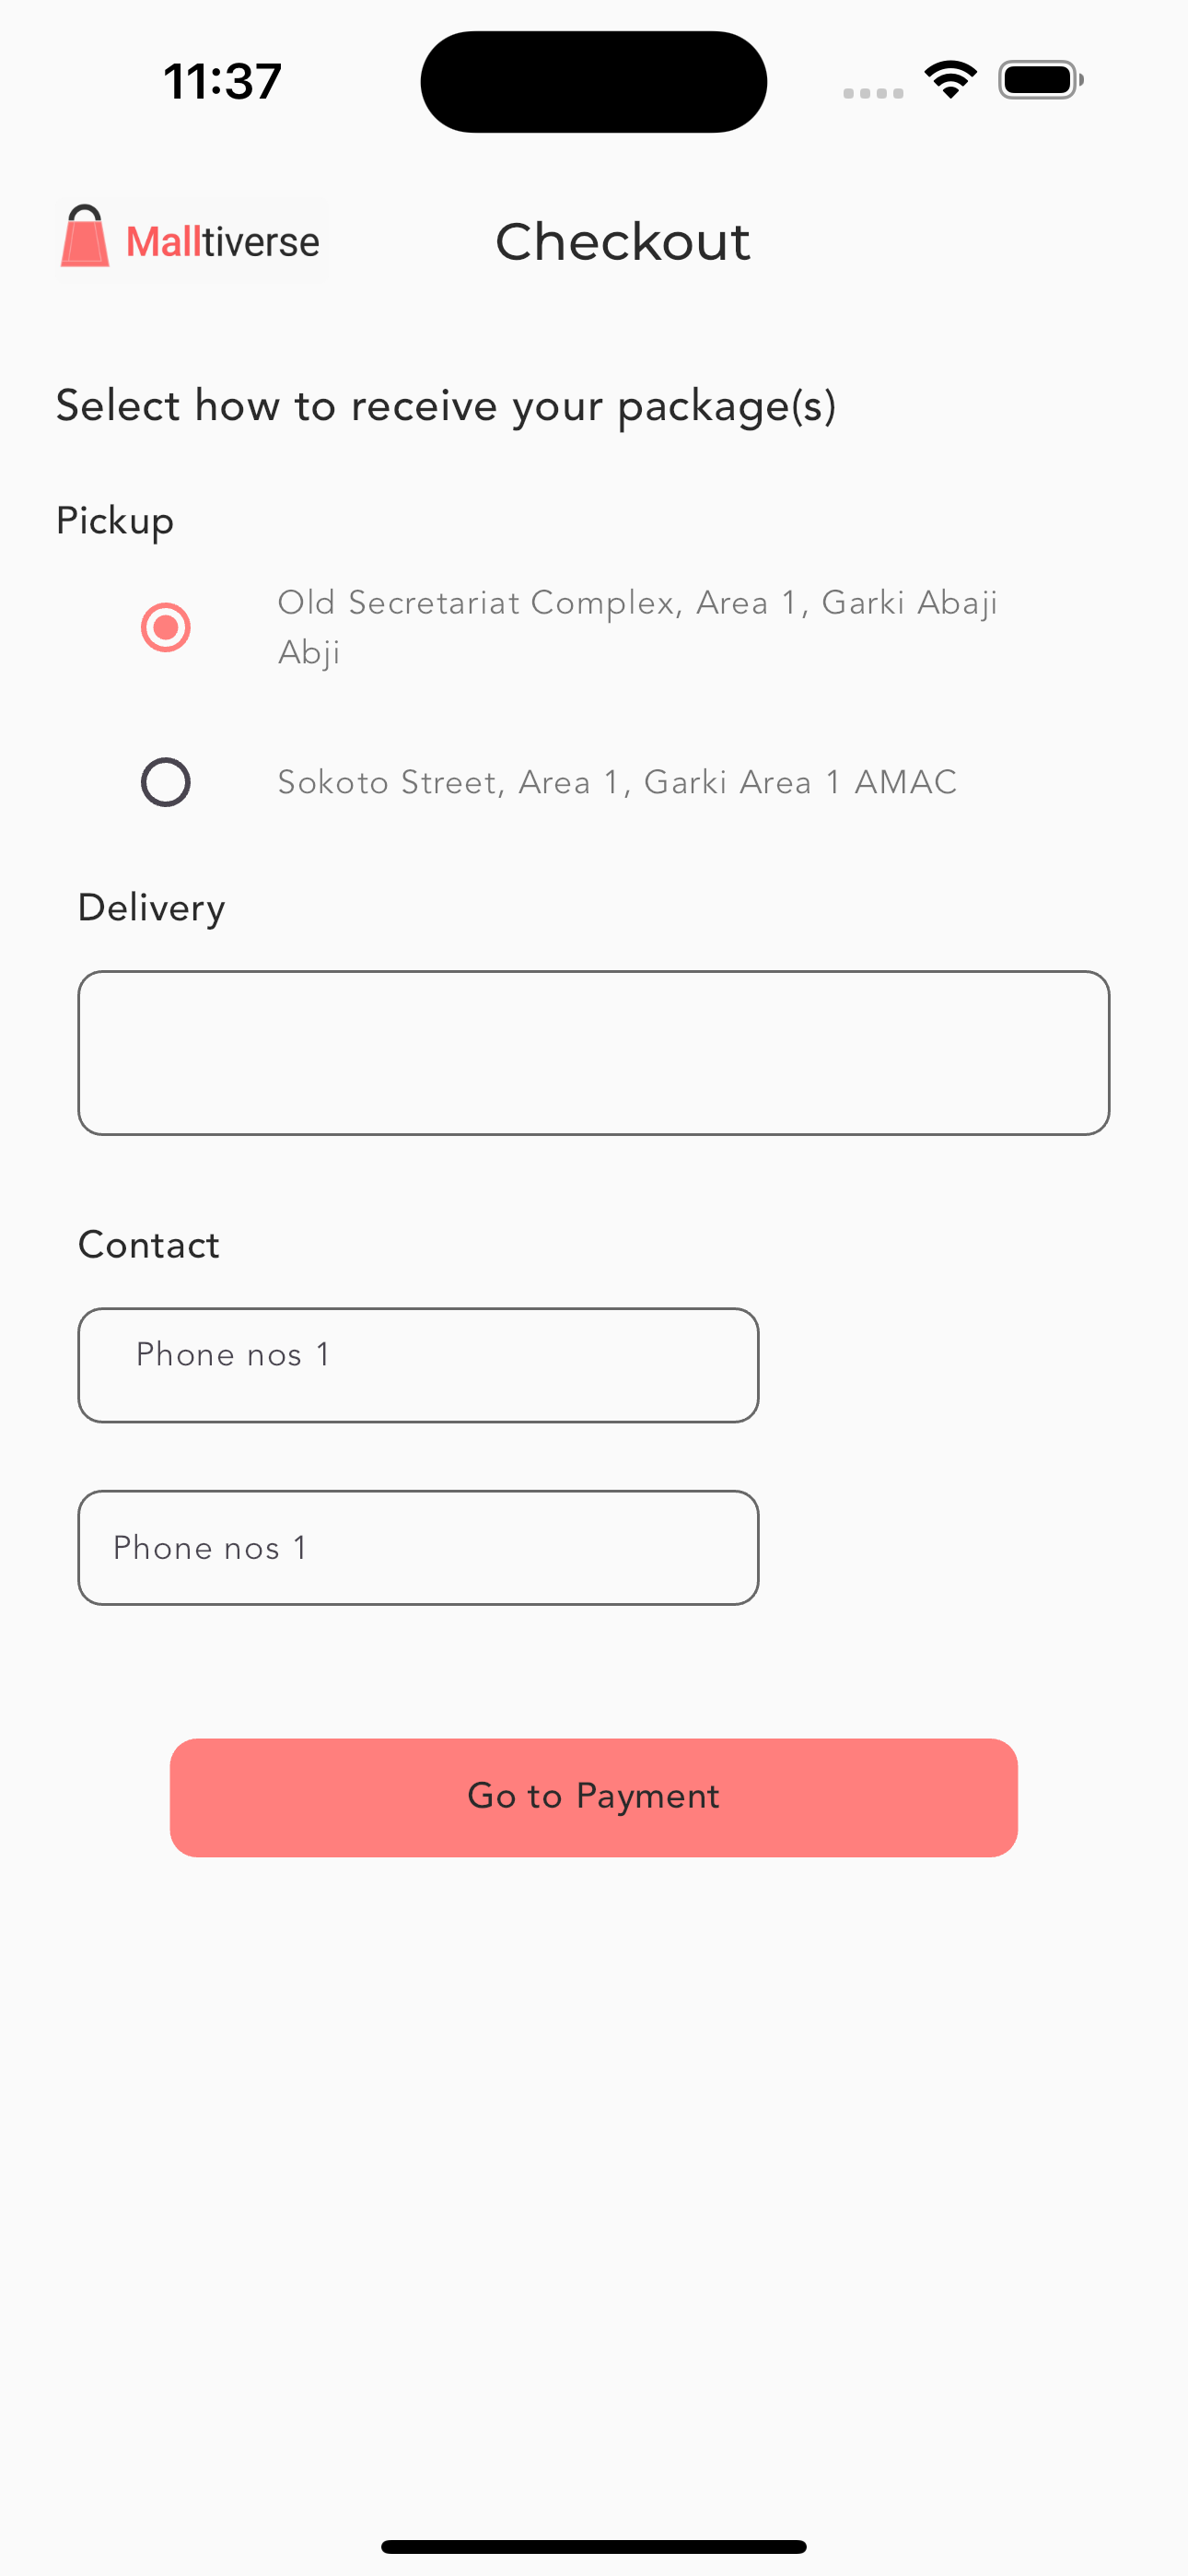 11:37
Malltiverse
Checkout
Select how to receive your package(s)
Pickup
Old Secretariat Complex, Area 1, Garki Abaji
Abji
Sokoto Street, Area 1, Garki Area 1 AMAC
Delivery
Contact
Phone nos 1
Phone nos 1
Go to Payment